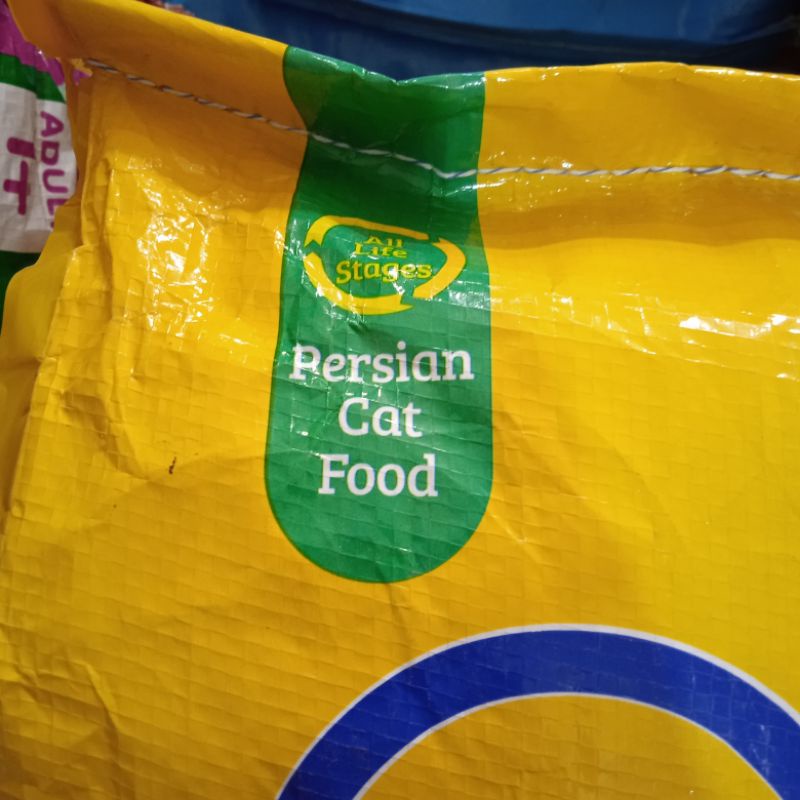 All
Life
Stages
Persian
Cat
Food